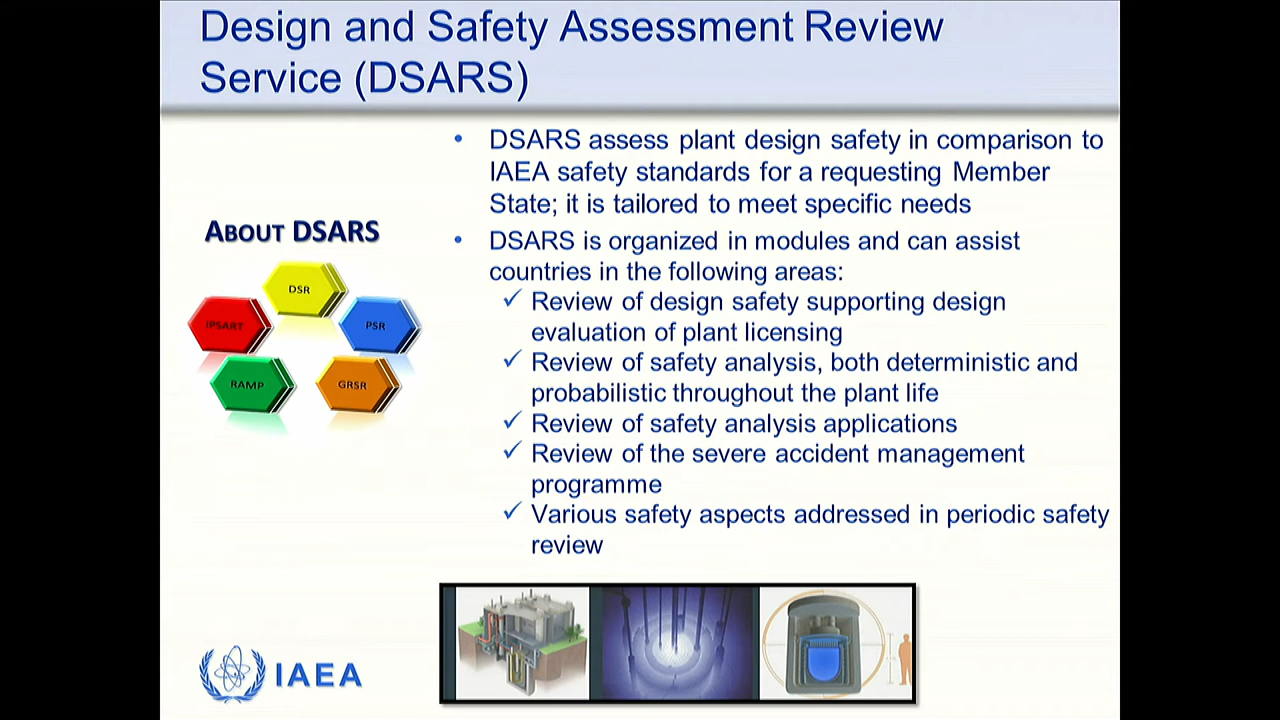 Design and Safety Assessment Review
Service (DSARS)
• DSARS assess plant design safety in comparison to
IAEA safety standards for a requesting Member
State; it is tailored to meet specific needs
• DSARS is organized in modules and can assist
countries in the following areas:
✓ Review of design safety supporting design
evaluation of plant licensing
✓ Review of safety analysis, both deterministic and
probabilistic throughout the plant life
✓ Review of safety analysis applications
✓ Review of the severe accident management
programme
✓ Various safety aspects addressed in periodic safety
review
ABOUT DSARS
DSR
IPSART
PSR
RAMP
GRSR
IAEA